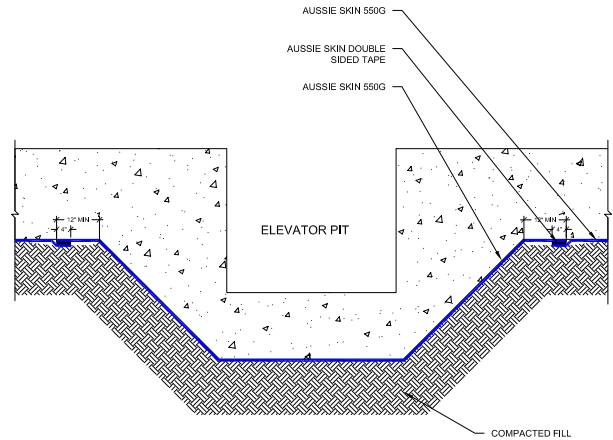 AUSSIE SKIN 550G
AUSSIE SKIN DOUBLE
SIDED TAPE
AUSSIE SKIN 550G
12" MIN
4"
12" MIN
4"
ELEVATOR PIT
COMPACTED FILL